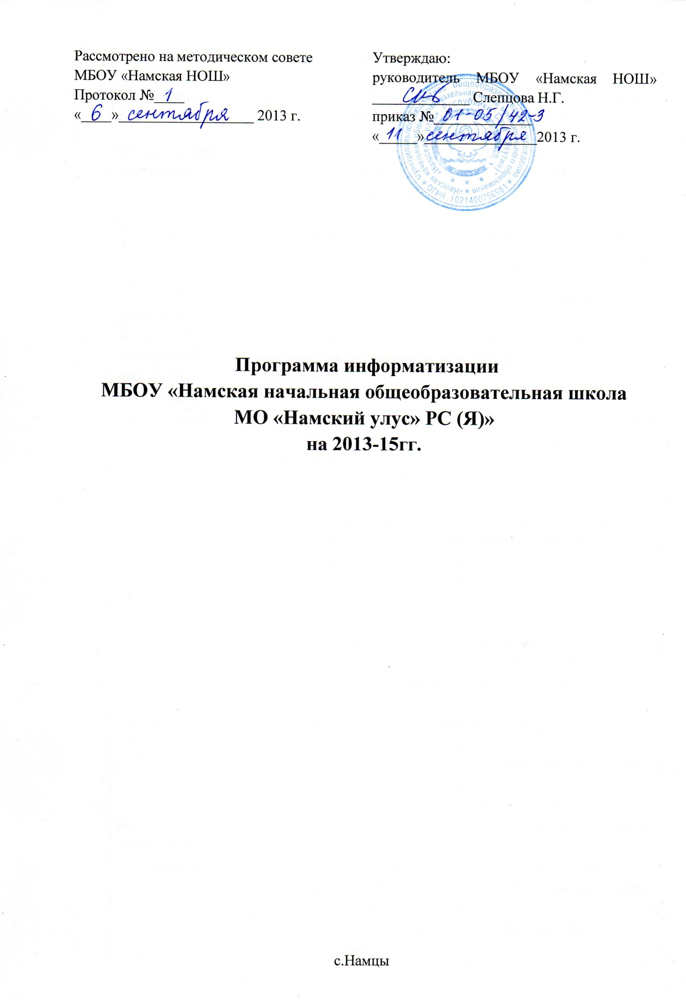 Рассмотрено на методическом совете
МБОУ «Намская НОШ»
Протокол № 1
« 6 » сентября 2013 г.
Утверждаю:
руководитель МБОУ «Намская НОШ»
Слепцова Н.Г.
приказ № 01-05/42-3
« 11 » сентября 2013 г.
ОГРН 1021400756981
Программа информатизации
МБОУ «Намская начальная общеобразовательная школа
МО «Намский улус» РС (Я)»
на 2013-15гг.
с.Намцы